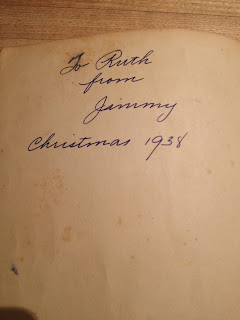 To Ruth
from
Jimmy
Christmas 1938